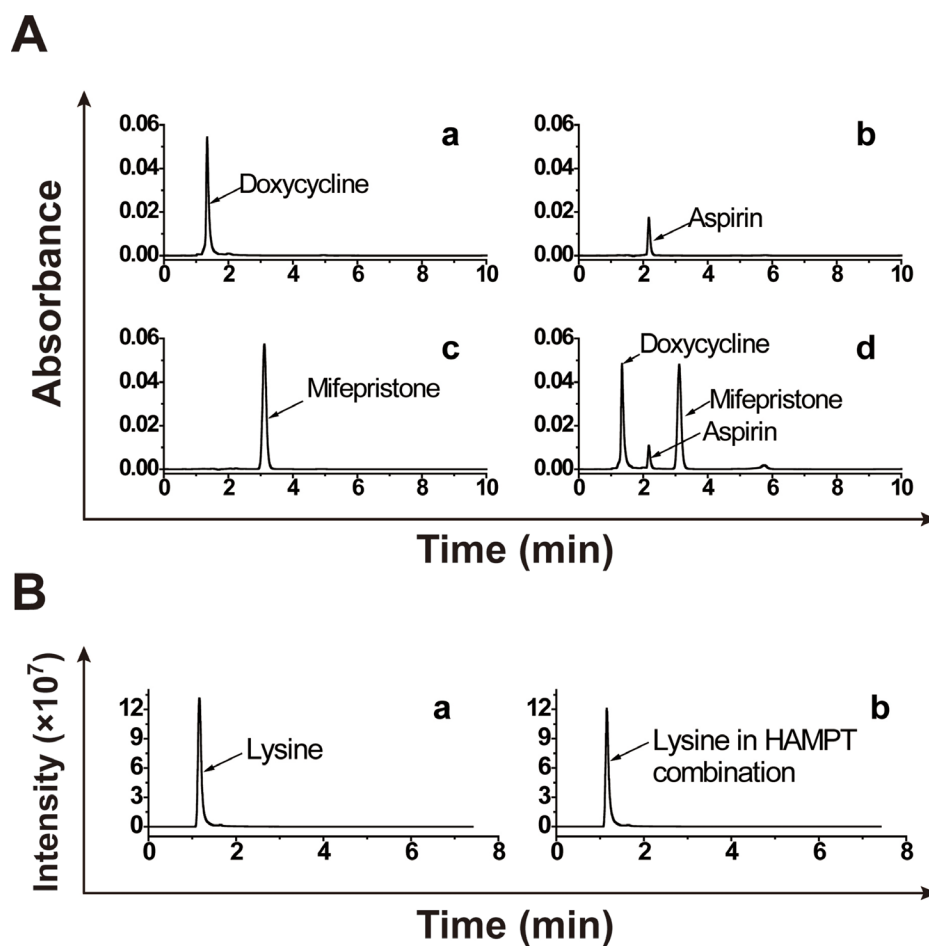 A
Absorbance
0.06
0.04
0.02
0.00
a
Doxycycline
0 2 4 6 8 10
0.06
0.04
0.02
0.00
b
Aspirin
0 2 4 6 8 10
0.06
0.04
0.02
0.00
c
Mifepristone
0 2 4 6 8 10
0.06
0.04
0.02
0.00
d
Doxycycline
Mifepristone
Aspirin
0 2 4 6 8 10
Time (min)
B
Intensity (×10⁷)
12
9
6
3
0
a
Lysine
0 2 4 6 8
12
9
6
3
0
b
Lysine in HAMPT
combination
0 2 4 6 8
Time (min)